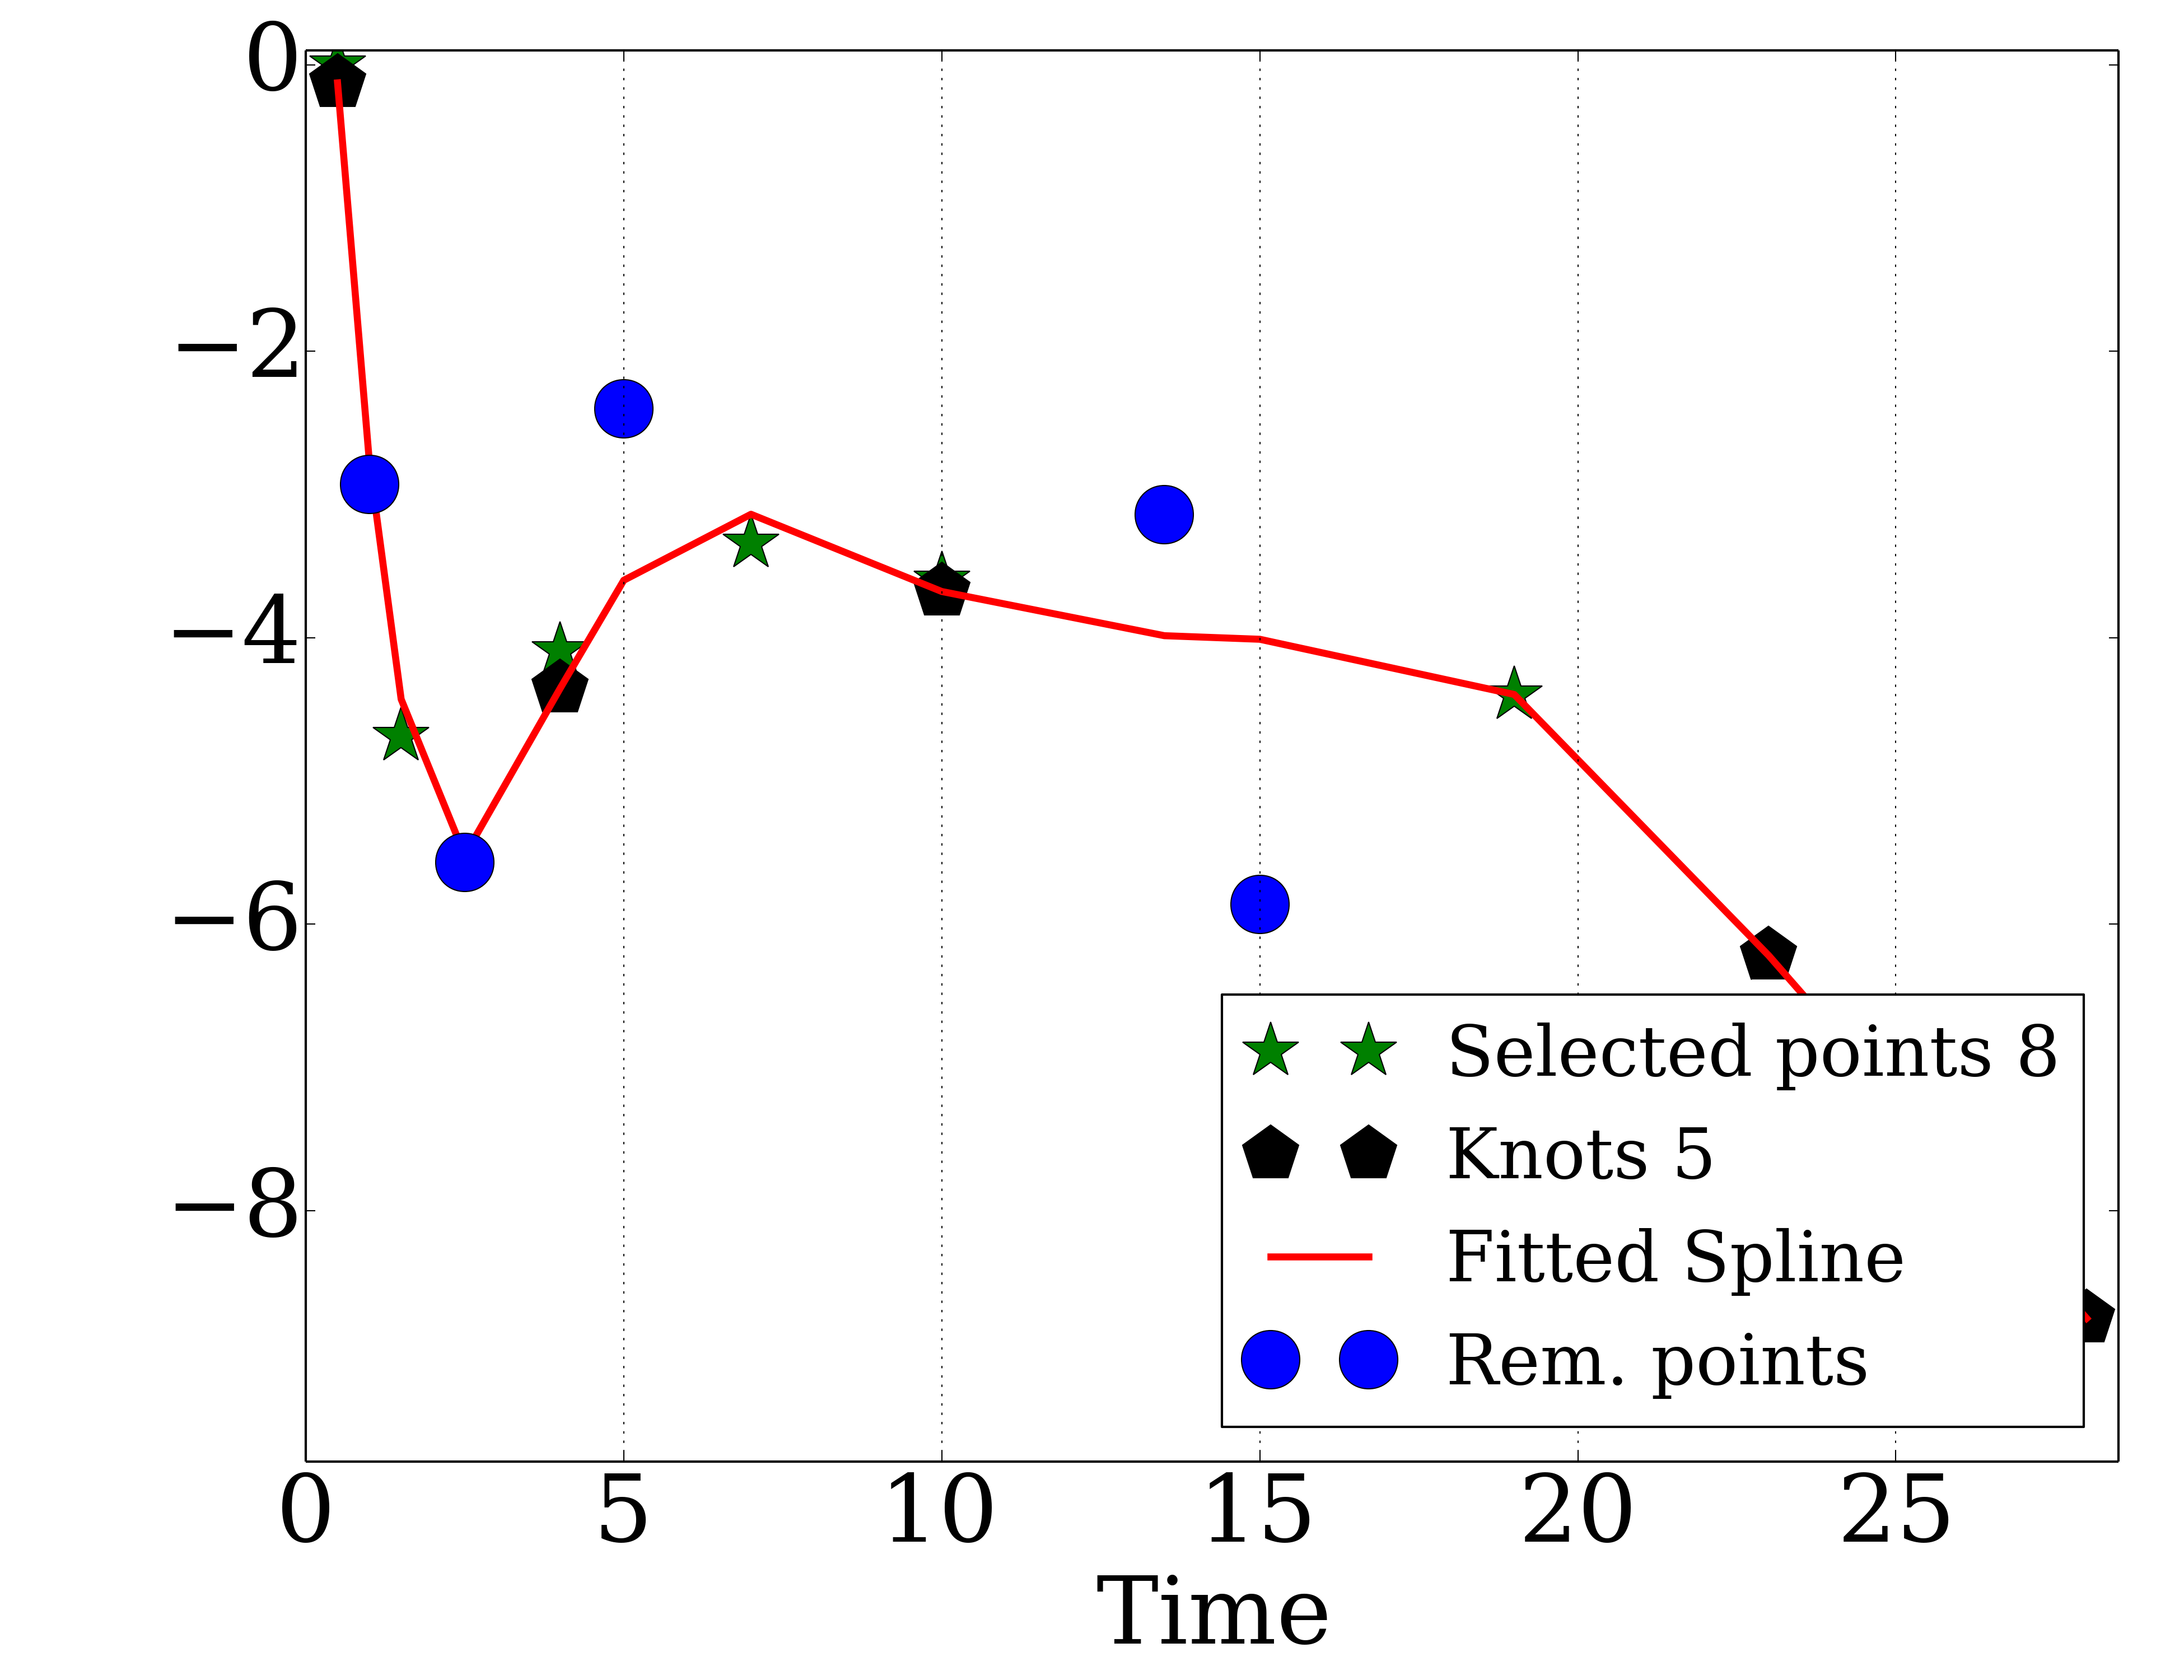 0
−2
−4
−6
−8
Selected points 8
Knots 5
Fitted Spline
Rem. points
0 5 10 15 20 25
Time